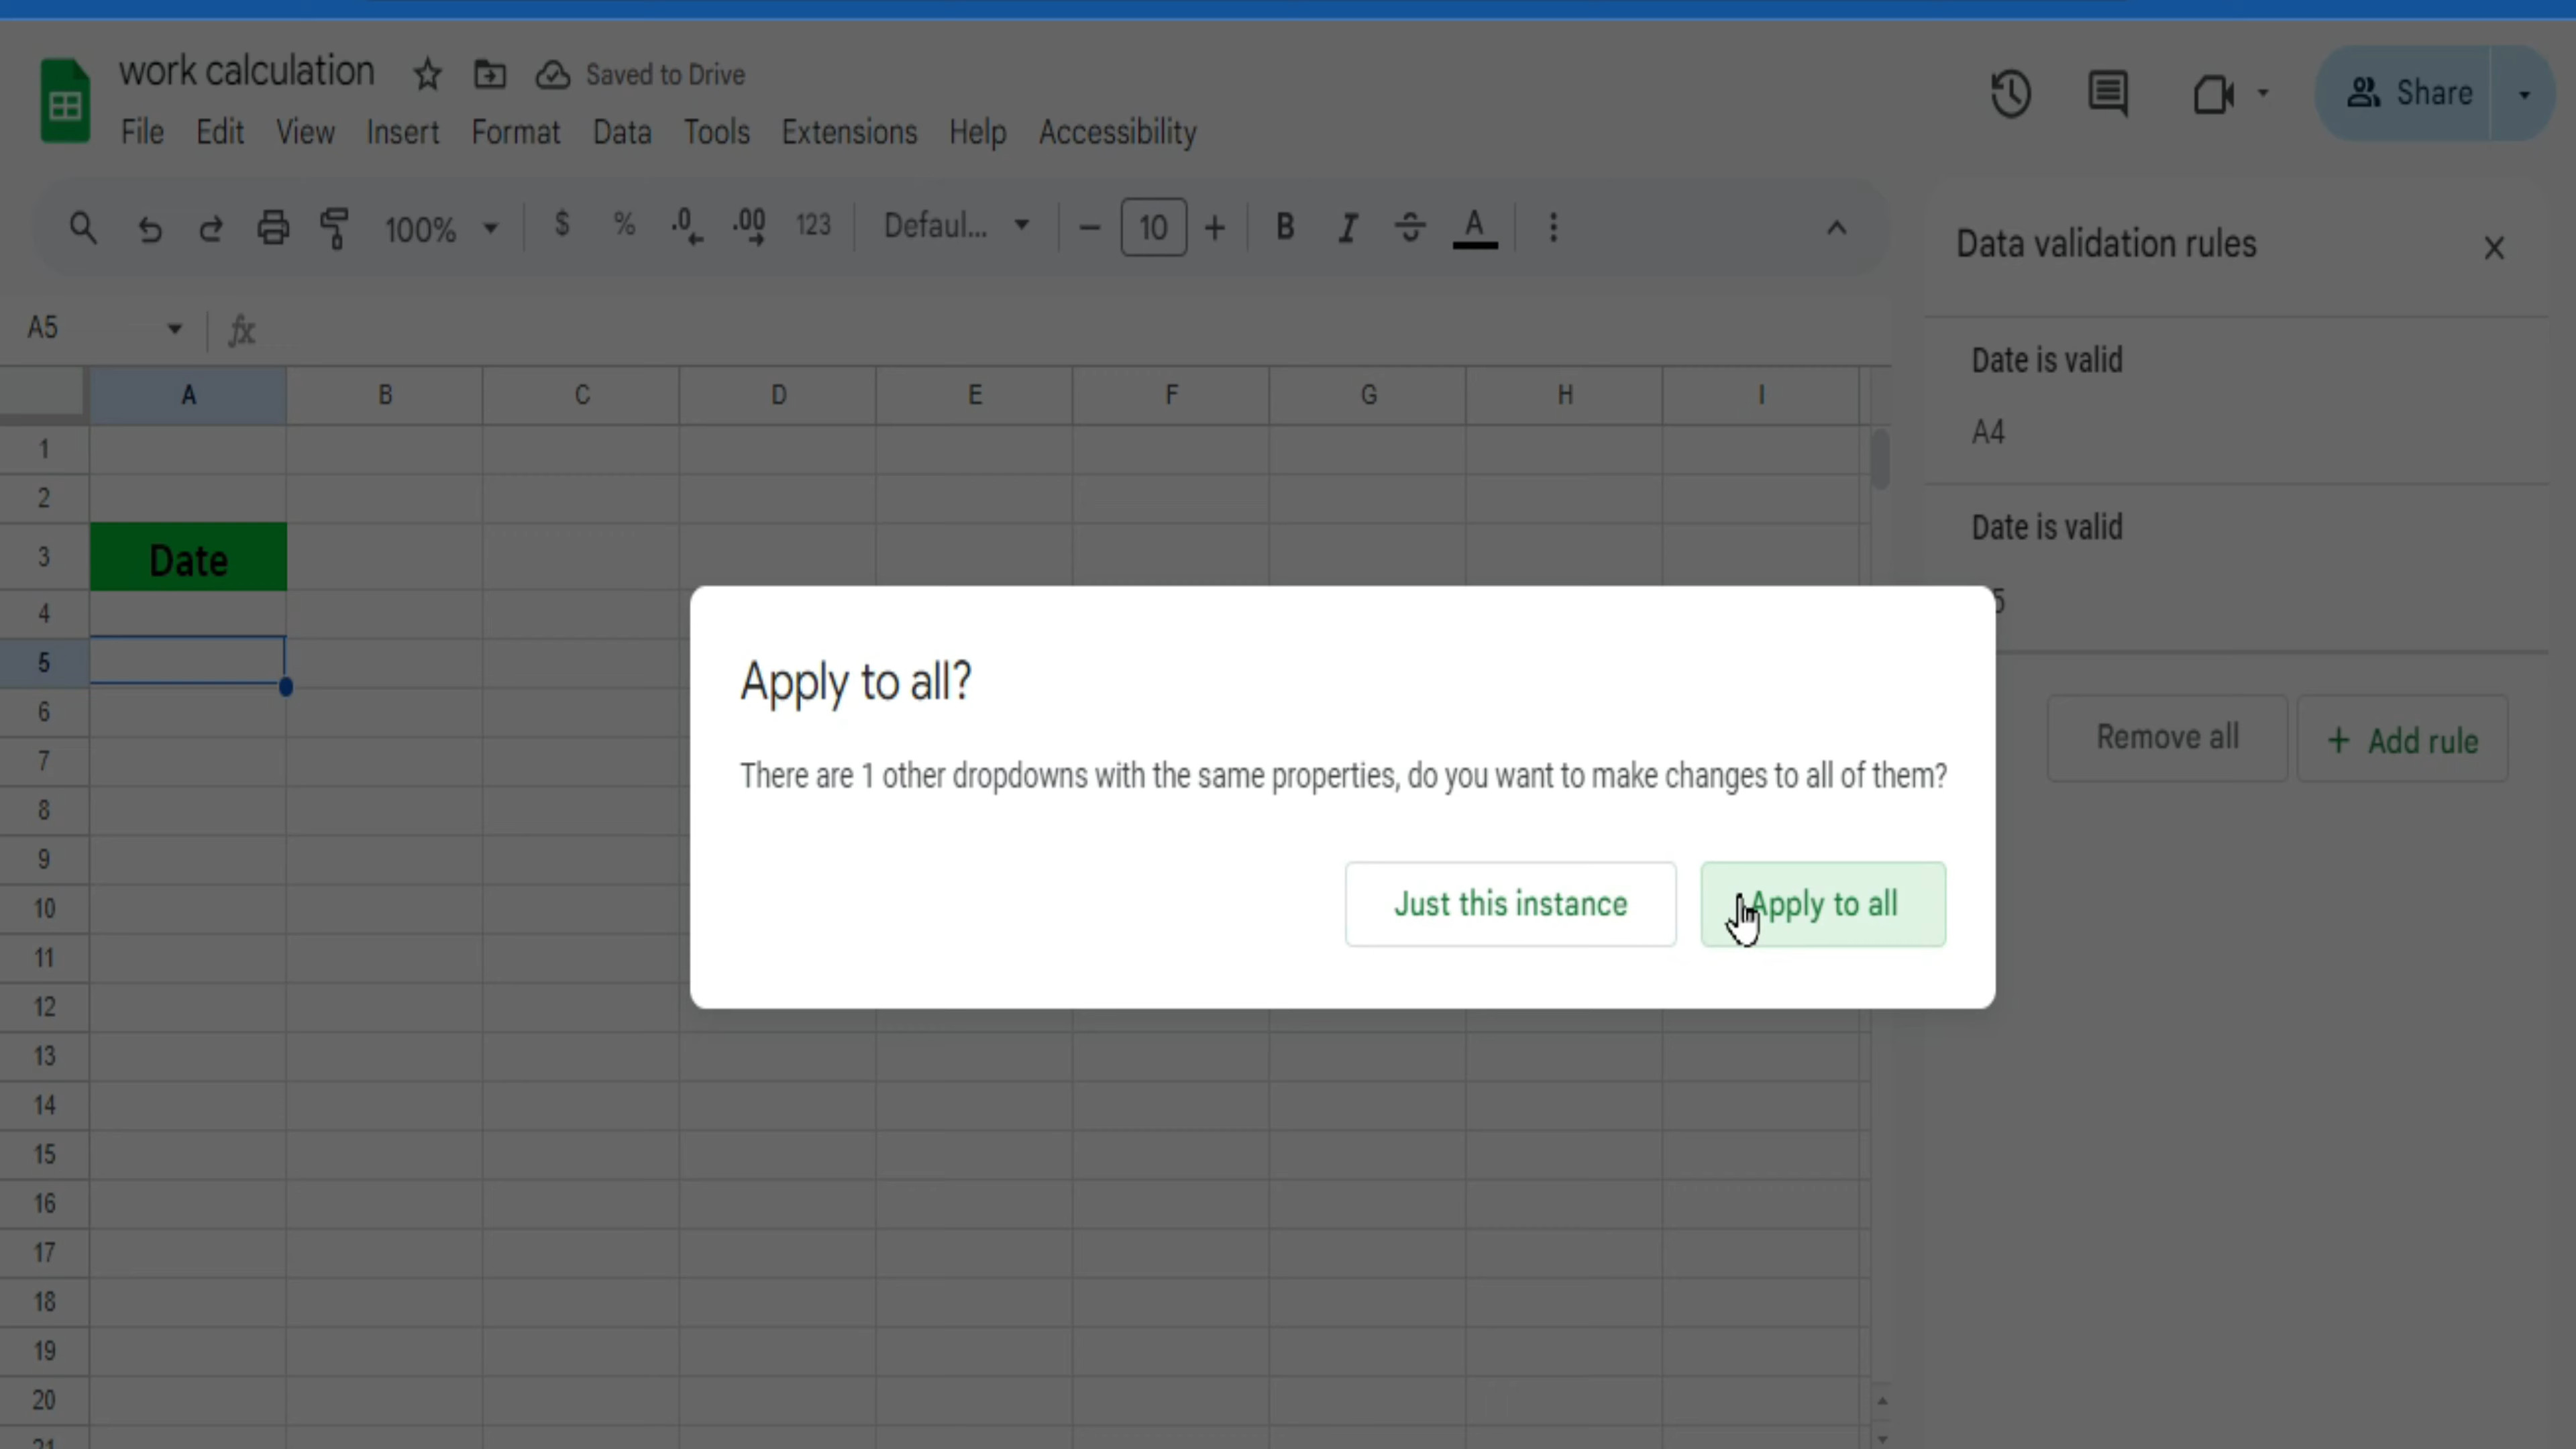 work calculation
Saved to Drive
File Edit View Insert Format Data Tools Extensions Help Accessibility
Share
100% $ % .0 .00 123 Defaul... − 10 + B I S A
Data validation rules
A5
fx
A B C D E F G H I
Date is valid
A4
1
2
3 Date
4
5
6
7
8
9
10
11
12
13
14
15
16
17
18
19
20
21
Date is valid
5
Remove all
+ Add rule
Apply to all?
There are 1 other dropdowns with the same properties, do you want to make changes to all of them?
Just this instance
Apply to all